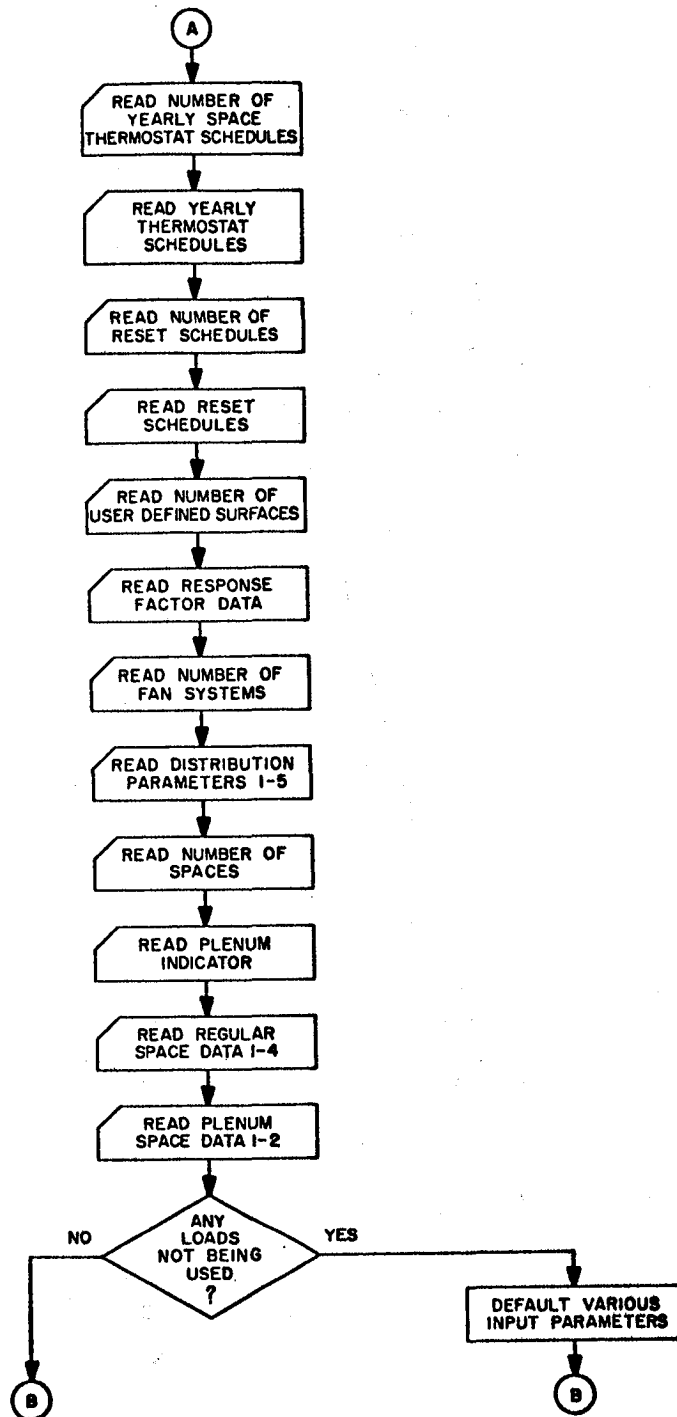 A
READ NUMBER OF
YEARLY SPACE
THERMOSTAT SCHEDULES
READ YEARLY
THERMOSTAT
SCHEDULES
READ NUMBER OF
RESET SCHEDULES
READ RESET
SCHEDULES
READ NUMBER OF
USER DEFINED SURFACES
READ RESPONSE
FACTOR DATA
READ NUMBER OF
FAN SYSTEMS
READ DISTRIBUTION
PARAMETERS 1-5
READ NUMBER OF
SPACES
READ PLENUM
INDICATOR
READ REGULAR
SPACE DATA 1-4
READ PLENUM
SPACE DATA 1-2
ANY
LOADS
NOT BEING
USED
?
NO
YES
DEFAULT VARIOUS
INPUT PARAMETERS
B
B